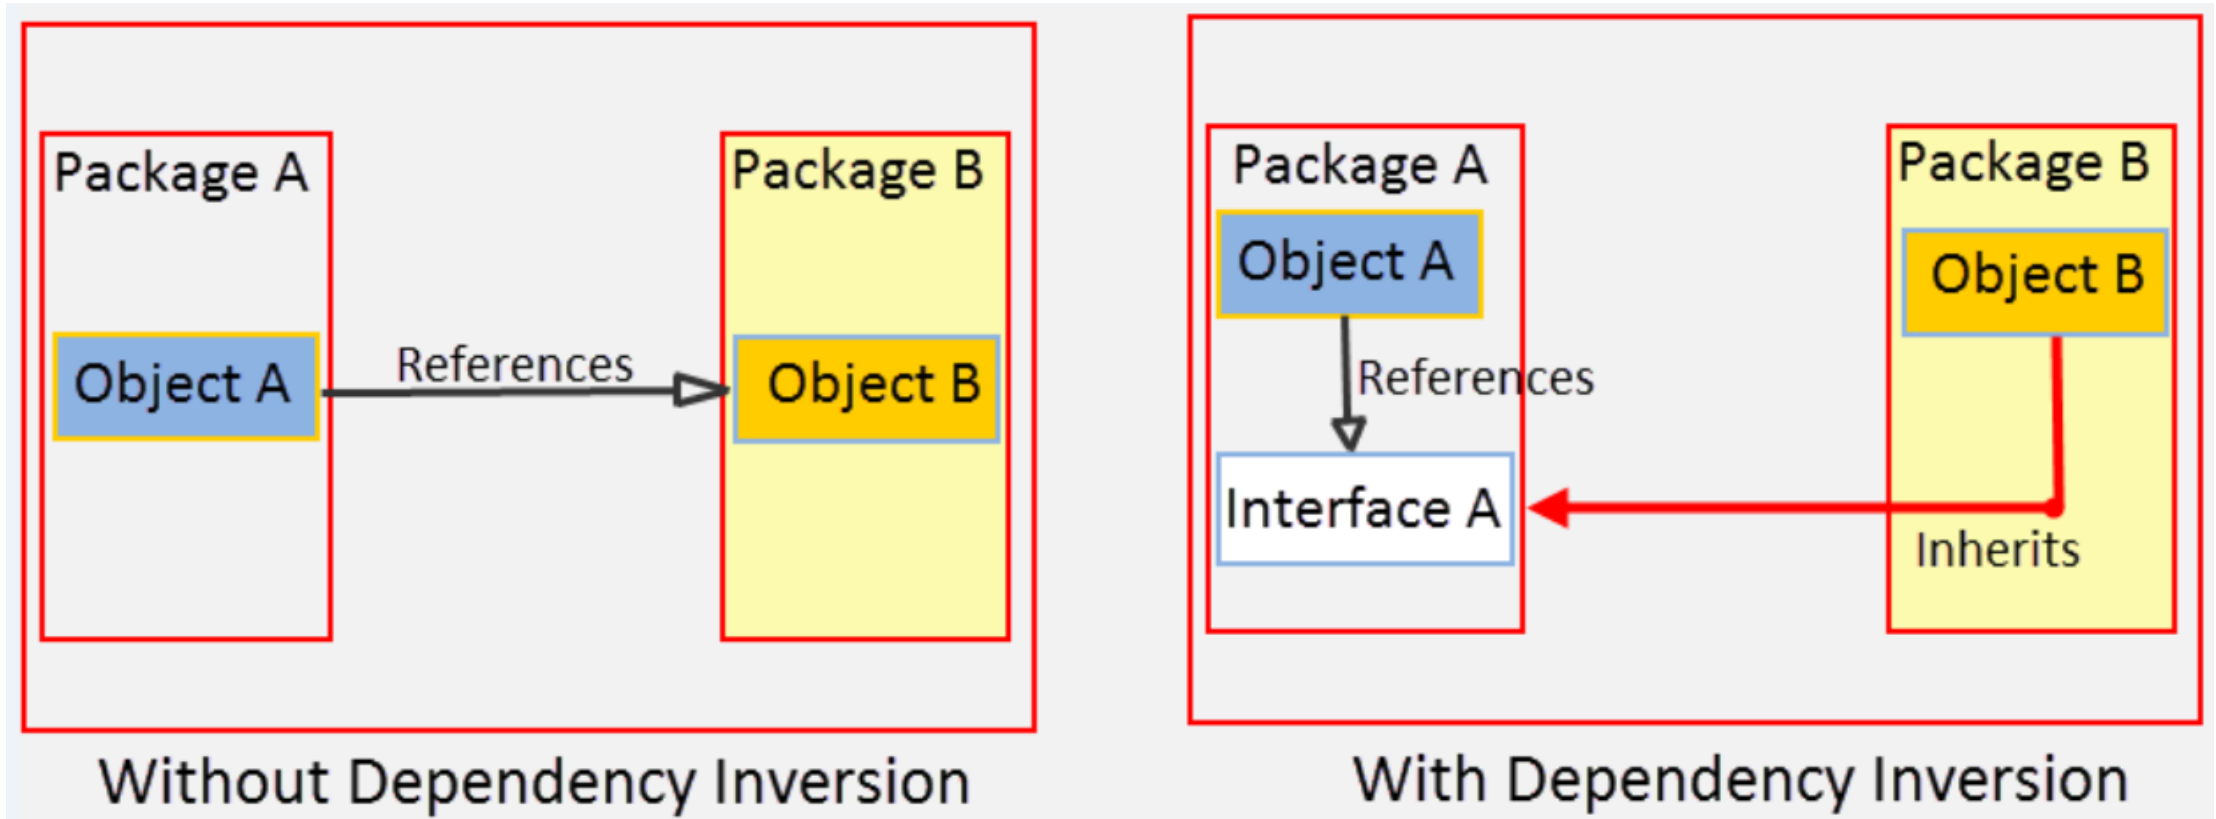 Package A
Package B
Object A
References
Object B
Without Dependency Inversion
Package A
Package B
Object A
Object B
References
Interface A
Inherits
With Dependency Inversion